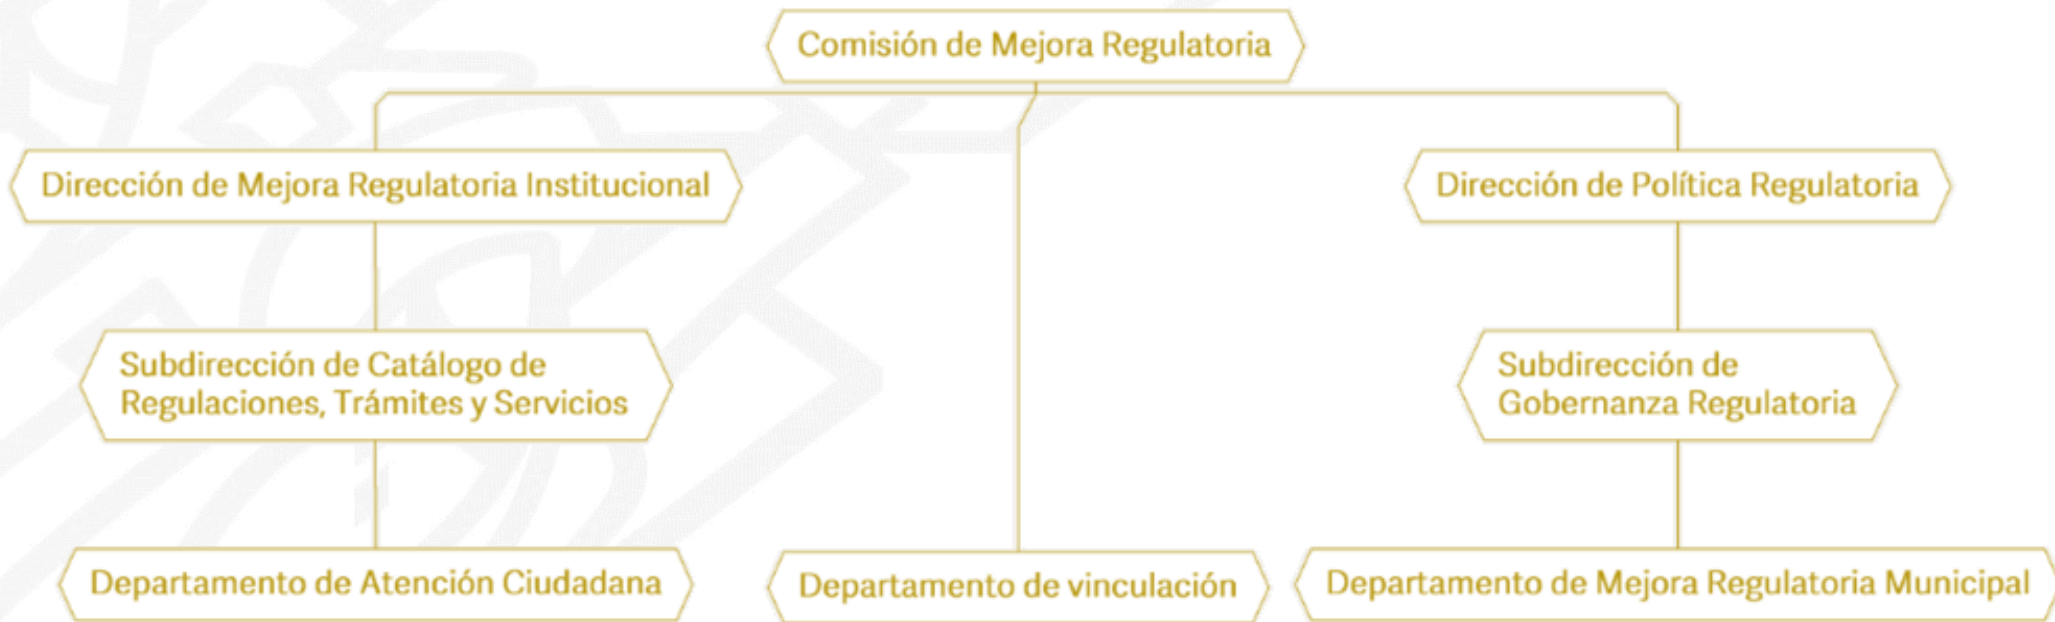 Comisión de Mejora Regulatoria
Dirección de Mejora Regulatoria Institucional
Dirección de Política Regulatoria
Subdirección de Catálogo de
Regulaciones, Trámites y Servicios
Subdirección de
Gobernanza Regulatoria
Departamento de Atención Ciudadana
Departamento de vinculación
Departamento de Mejora Regulatoria Municipal